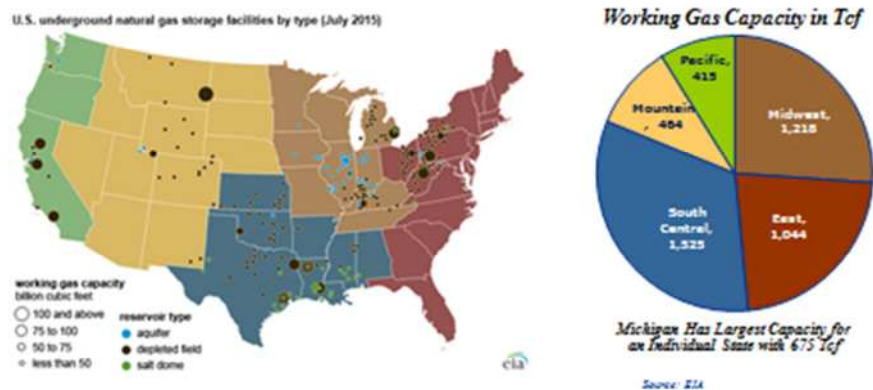 U.S. underground natural gas storage facilities by type (July 2015)
working gas capacity
billion cubic feet
100 and above
75 to 100
50 to 75
less than 50
reservoir type
aquifer
depleted field
salt dome
eia
Working Gas Capacity in Tcf
Pacific,
415
Mountain
, 464
Midwest,
1,218
South
Central,
1,525
East,
1,044
Michigan Has Largest Capacity for
an Individual State with 675 Tcf
Source: EIA